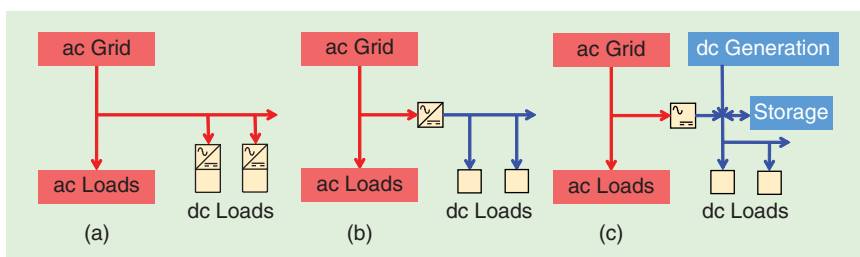 ac Grid
ac Loads
dc Loads
(a)
ac Grid
ac Loads
dc Loads
(b)
ac Grid
dc Generation
Storage
ac Loads
dc Loads
(c)